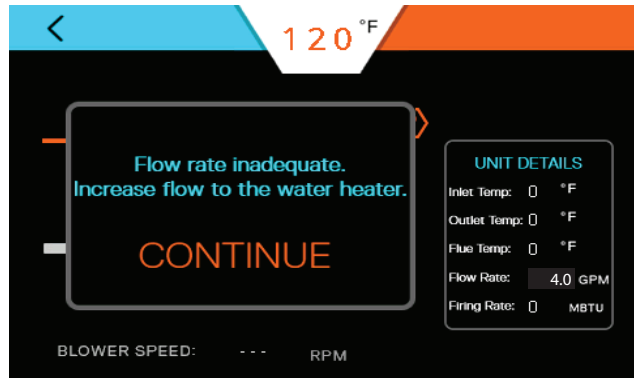 120 °F
Flow rate inadequate.
Increase flow to the water heater.
CONTINUE
UNIT DETAILS
Inlet Temp: 0 °F
Outlet Temp: 0 °F
Flue Temp: 0 °F
Flow Rate: 4.0 GPM
Firing Rate: 0 MBTU
BLOWER SPEED: --- RPM